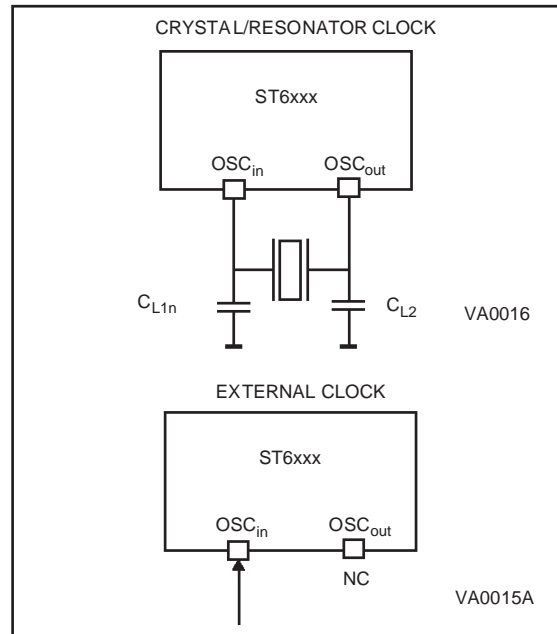 CRYSTAL/RESONATOR CLOCK
ST6xxx
OSCin OSCout
CL1n CL2
VA0016
EXTERNAL CLOCK
ST6xxx
OSCin OSCout
NC
VA0015A